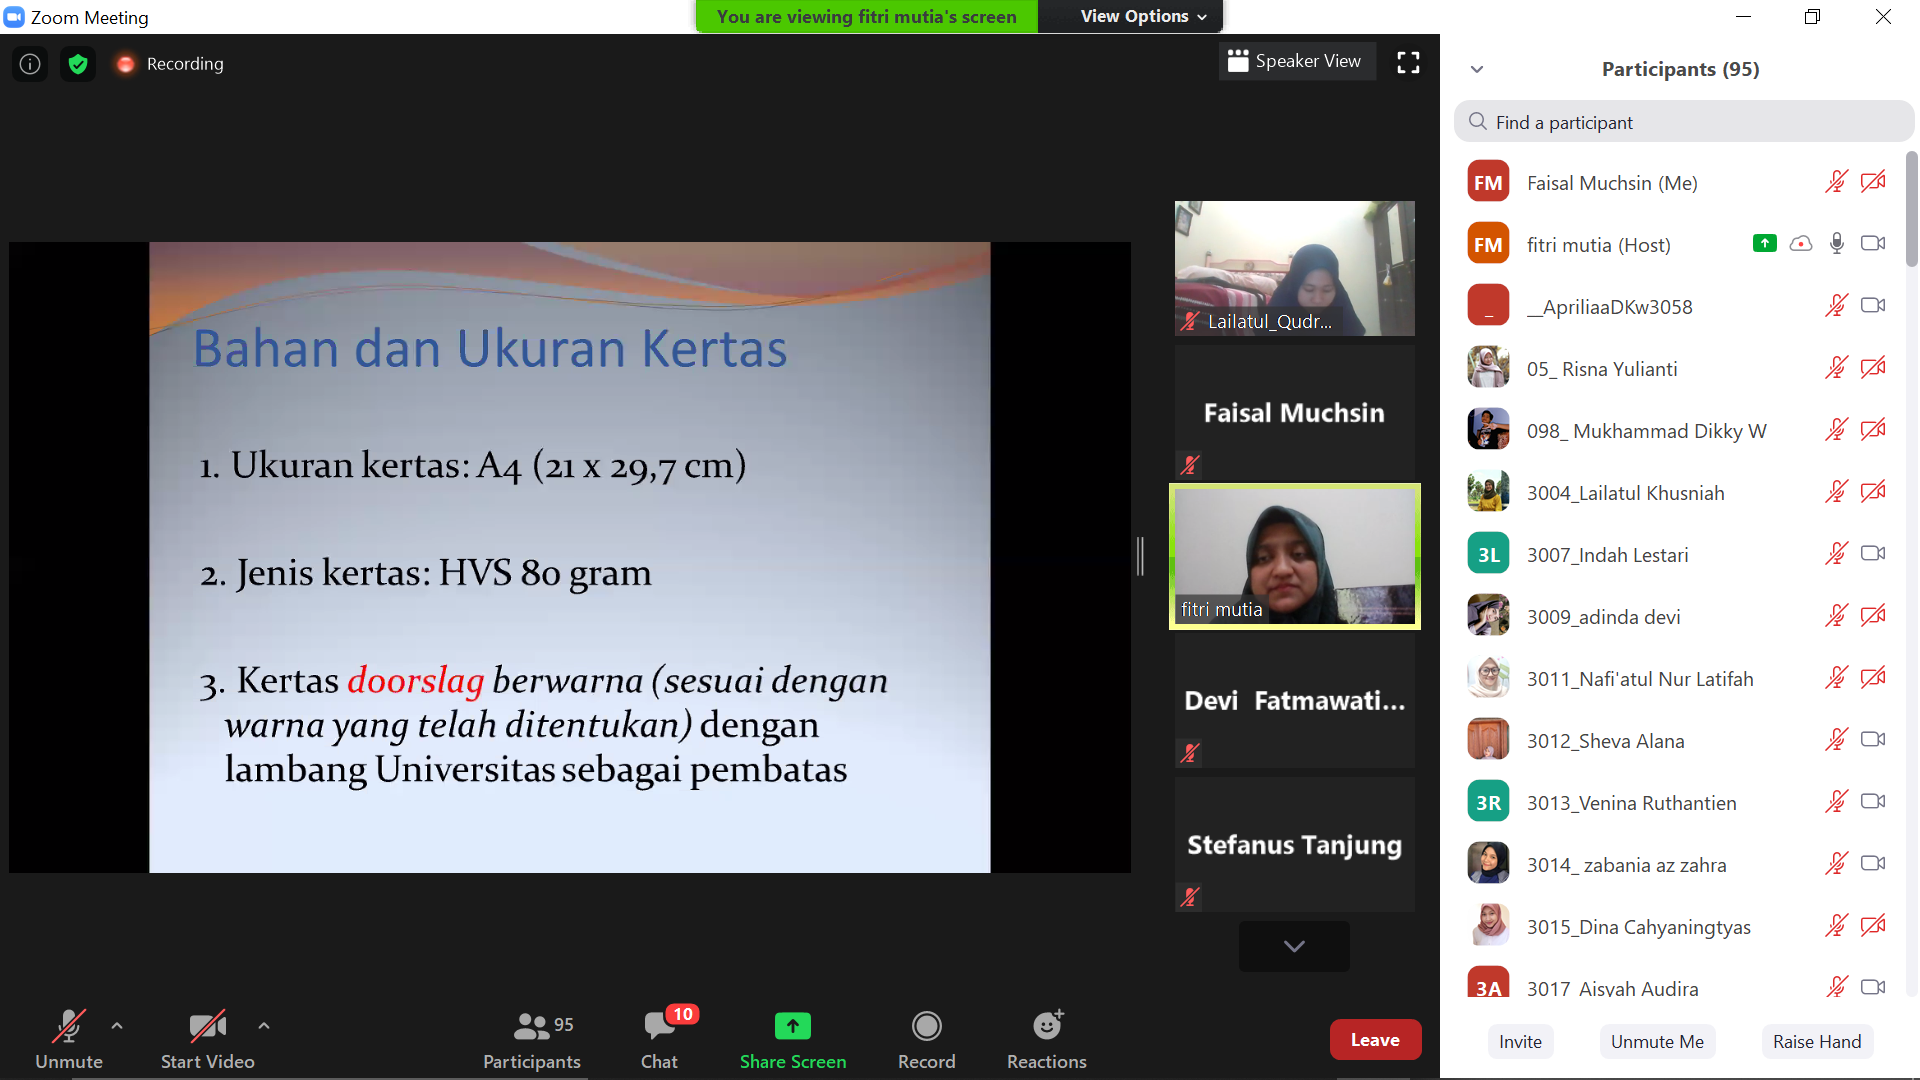 Zoom Meeting
You are viewing fitri mutia's screen
View Options
Recording
Speaker View
Bahan dan Ukuran Kertas
1. Ukuran kertas: A4 (21 x 29,7 cm)
2. Jenis kertas: HVS 80 gram
3. Kertas doorslag berwarna (sesuai dengan
warna yang telah ditentukan) dengan
lambang Universitas sebagai pembatas
Lailatul_Qudr...
Faisal Muchsin
fitri mutia
Devi Fatmawati...
Stefanus Tanjung
Participants (95)
Find a participant
FM Faisal Muchsin (Me)
FM fitri mutia (Host)
_ __ApriliaaDKw3058
05_ Risna Yulianti
098_ Mukhammad Dikky W
3004_Lailatul Khusniah
3L 3007_Indah Lestari
3009_adinda devi
3011_Nafi'atul Nur Latifah
3012_Sheva Alana
3R 3013_Venina Ruthantien
3014_ zabania az zahra
3015_Dina Cahyaningtyas
3A 3017_Aisyah Audira
Invite
Unmute Me
Raise Hand
Unmute
Start Video
95
Participants
10
Chat
Share Screen
Record
Reactions
Leave